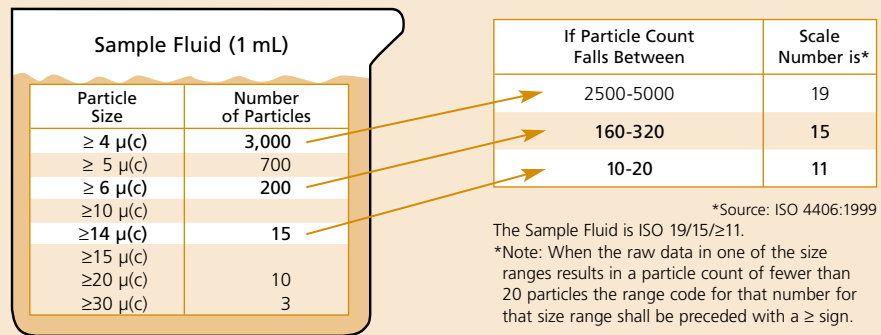 Sample Fluid (1 mL)
Particle Size Number of Particles
≥ 4 µ(c) 3,000
≥ 5 µ(c) 700
≥ 6 µ(c) 200
≥10 µ(c)
≥14 µ(c) 15
≥15 µ(c)
≥20 µ(c) 10
≥30 µ(c) 3
If Particle Count Falls Between Scale Number is*
2500-5000 19
160-320 15
10-20 11
*Source: ISO 4406:1999
The Sample Fluid is ISO 19/15/≥11.
*Note: When the raw data in one of the size
ranges results in a particle count of fewer than
20 particles the range code for that number for
that size range shall be preceded with a ≥ sign.